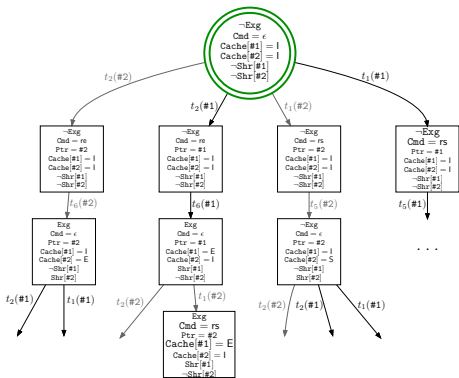 ¬Exg
Cmd = ϵ
Cache[#1] = I
Cache[#2] = I
¬Shr[#1]
¬Shr[#2]
t₂(#2)
t₂(#1)
t₁(#2)
t₁(#1)
¬Exg
Cmd = re
Ptr = #2
Cache[#1] = I
Cache[#2] = I
¬Shr[#1]
¬Shr[#2]
¬Exg
Cmd = re
Ptr = #1
Cache[#1] = I
Cache[#2] = I
¬Shr[#1]
¬Shr[#2]
¬Exg
Cmd = rs
Ptr = #2
Cache[#1] = I
Cache[#2] = I
¬Shr[#1]
¬Shr[#2]
¬Exg
Cmd = rs
Ptr = #1
Cache[#1] = I
Cache[#2] = I
¬Shr[#1]
¬Shr[#2]
t₆(#2)
t₆(#1)
t₅(#2)
t₅(#1)
Exg
Cmd = ϵ
Ptr = #2
Cache[#1] = I
Cache[#2] = E
¬Shr[#1]
Shr[#2]
Exg
Cmd = ϵ
Ptr = #1
Cache[#1] = E
Cache[#2] = I
Shr[#1]
¬Shr[#2]
¬Exg
Cmd = ϵ
Ptr = #2
Cache[#1] = I
Cache[#2] = S
¬Shr[#1]
Shr[#2]
. . .
t₂(#1)
t₁(#1)
t₂(#2)
t₁(#2)
t₂(#2)
t₂(#1)
t₁(#1)
Exg
Cmd = rs
Ptr = #2
Cache[#1] = E
Cache[#2] = I
Shr[#1]
¬Shr[#2]